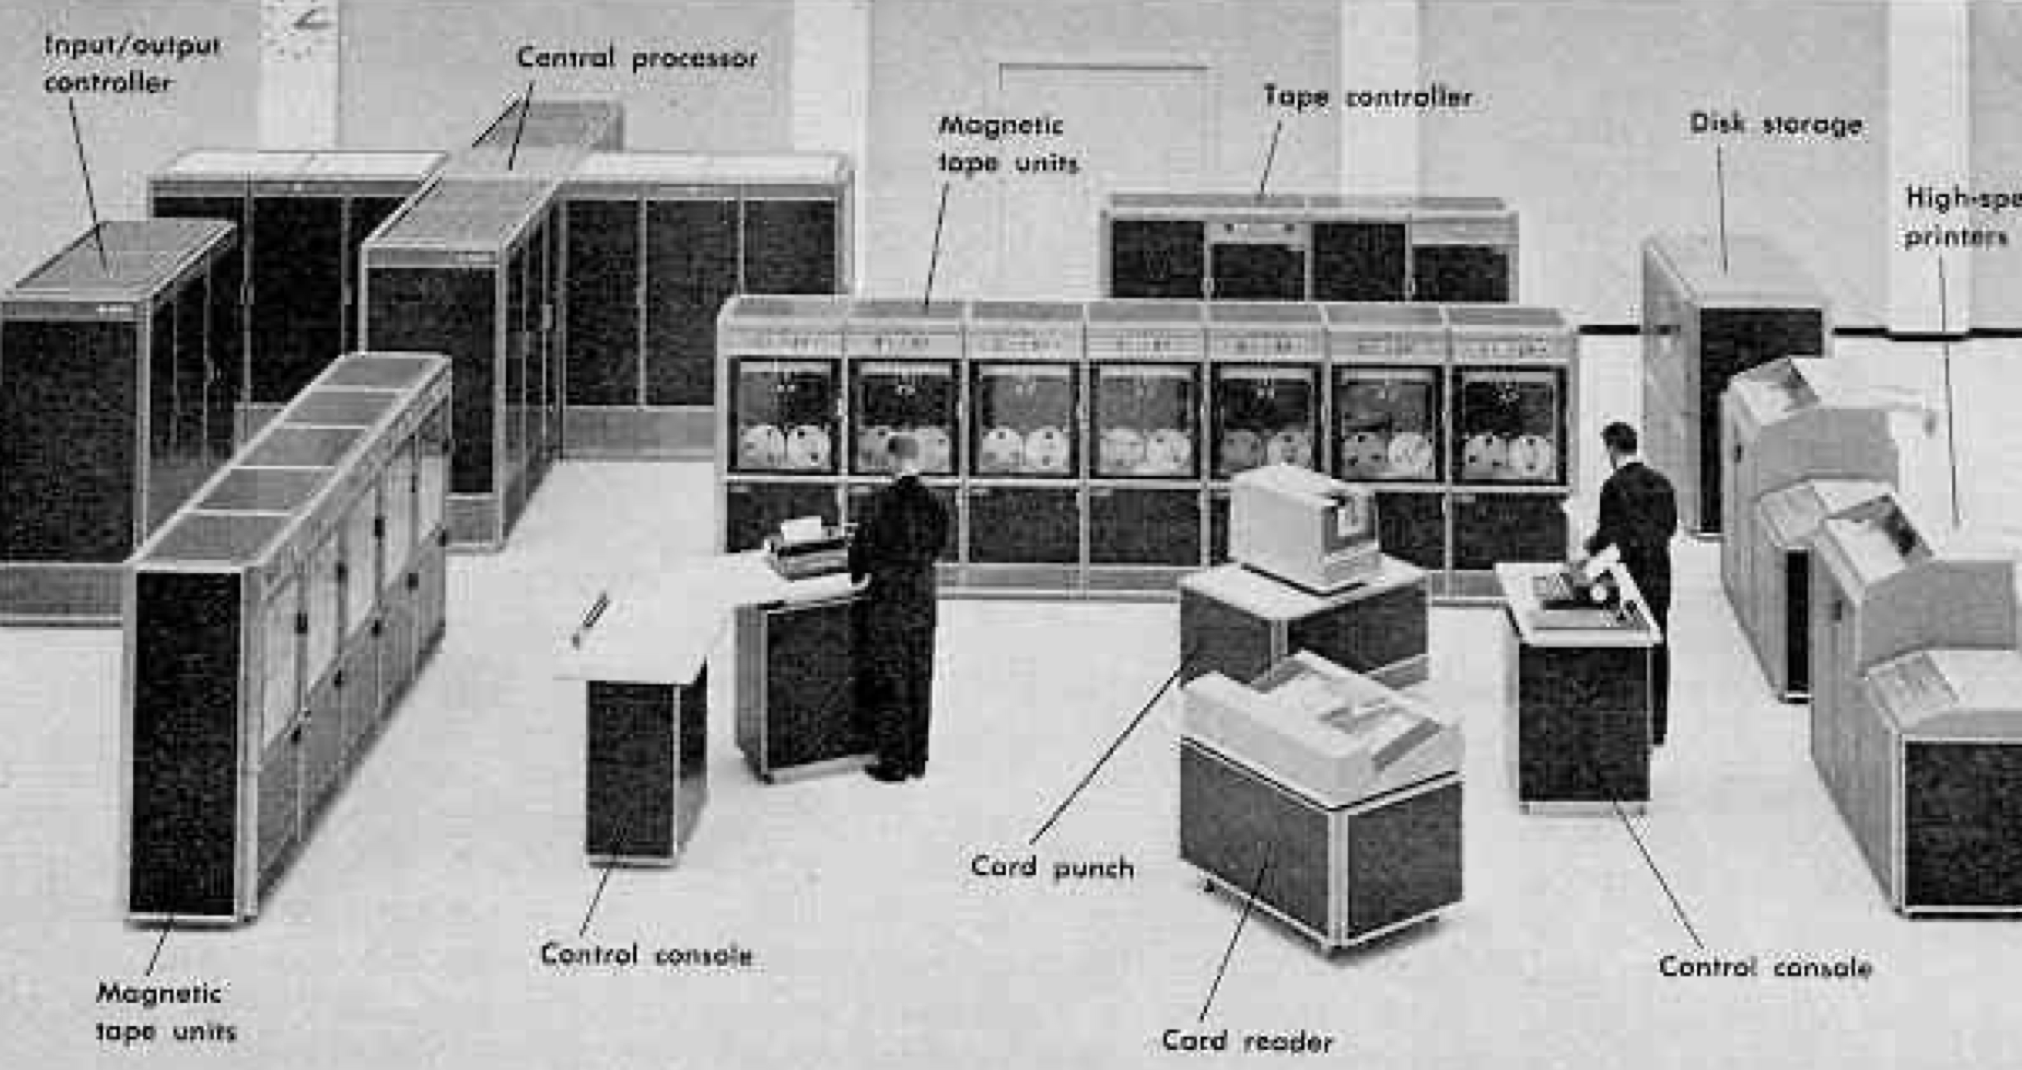 Input/output
controller
Central processor
Magnetic
tape units
Tape controller
Disk storage
High-spe
printers
Card punch
Control console
Control console
Magnetic
tape units
Card reader